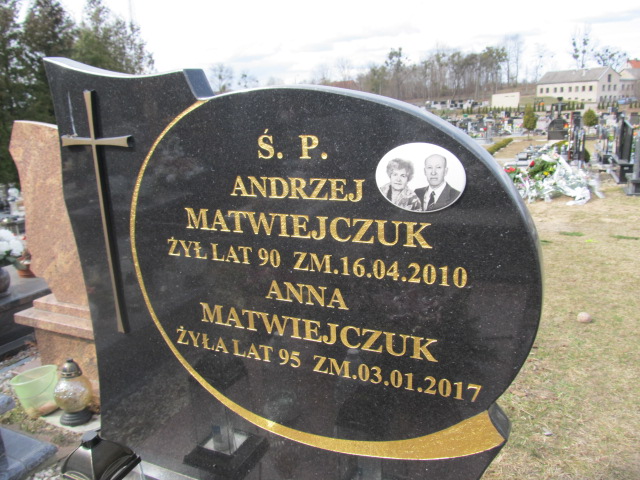 Ś. P.
ANDRZEJ
MATWIEJCZUK
ŻYŁ LAT 90 ZM.16.04.2010
ANNA
MATWIEJCZUK
ŻYŁA LAT 95 ZM.03.01.2017